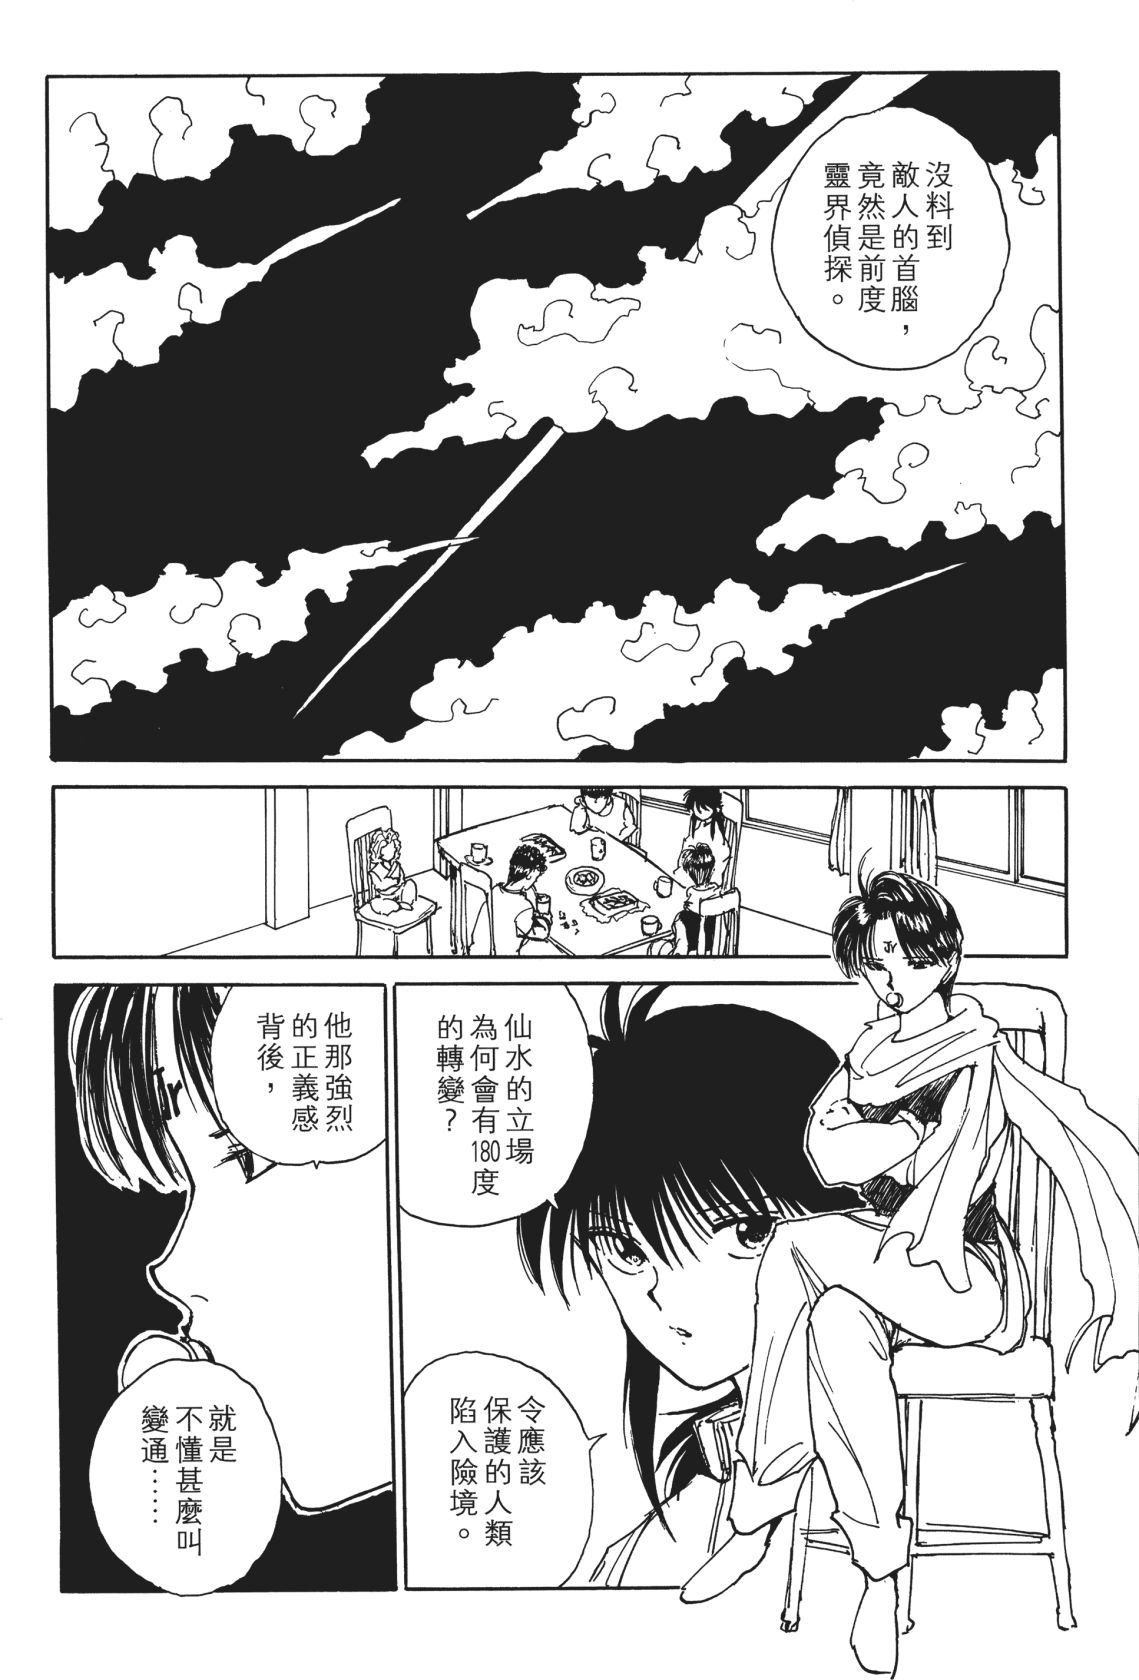 沒料到
敵人的首腦，
竟然是前度
靈界偵探。
Jr
仙水的立場
為何會有180度
的轉變？
令應該
保護的人類
陷入險境。
Jr
他那強烈
的正義感
背後，
就是
不懂甚麼叫
變通……